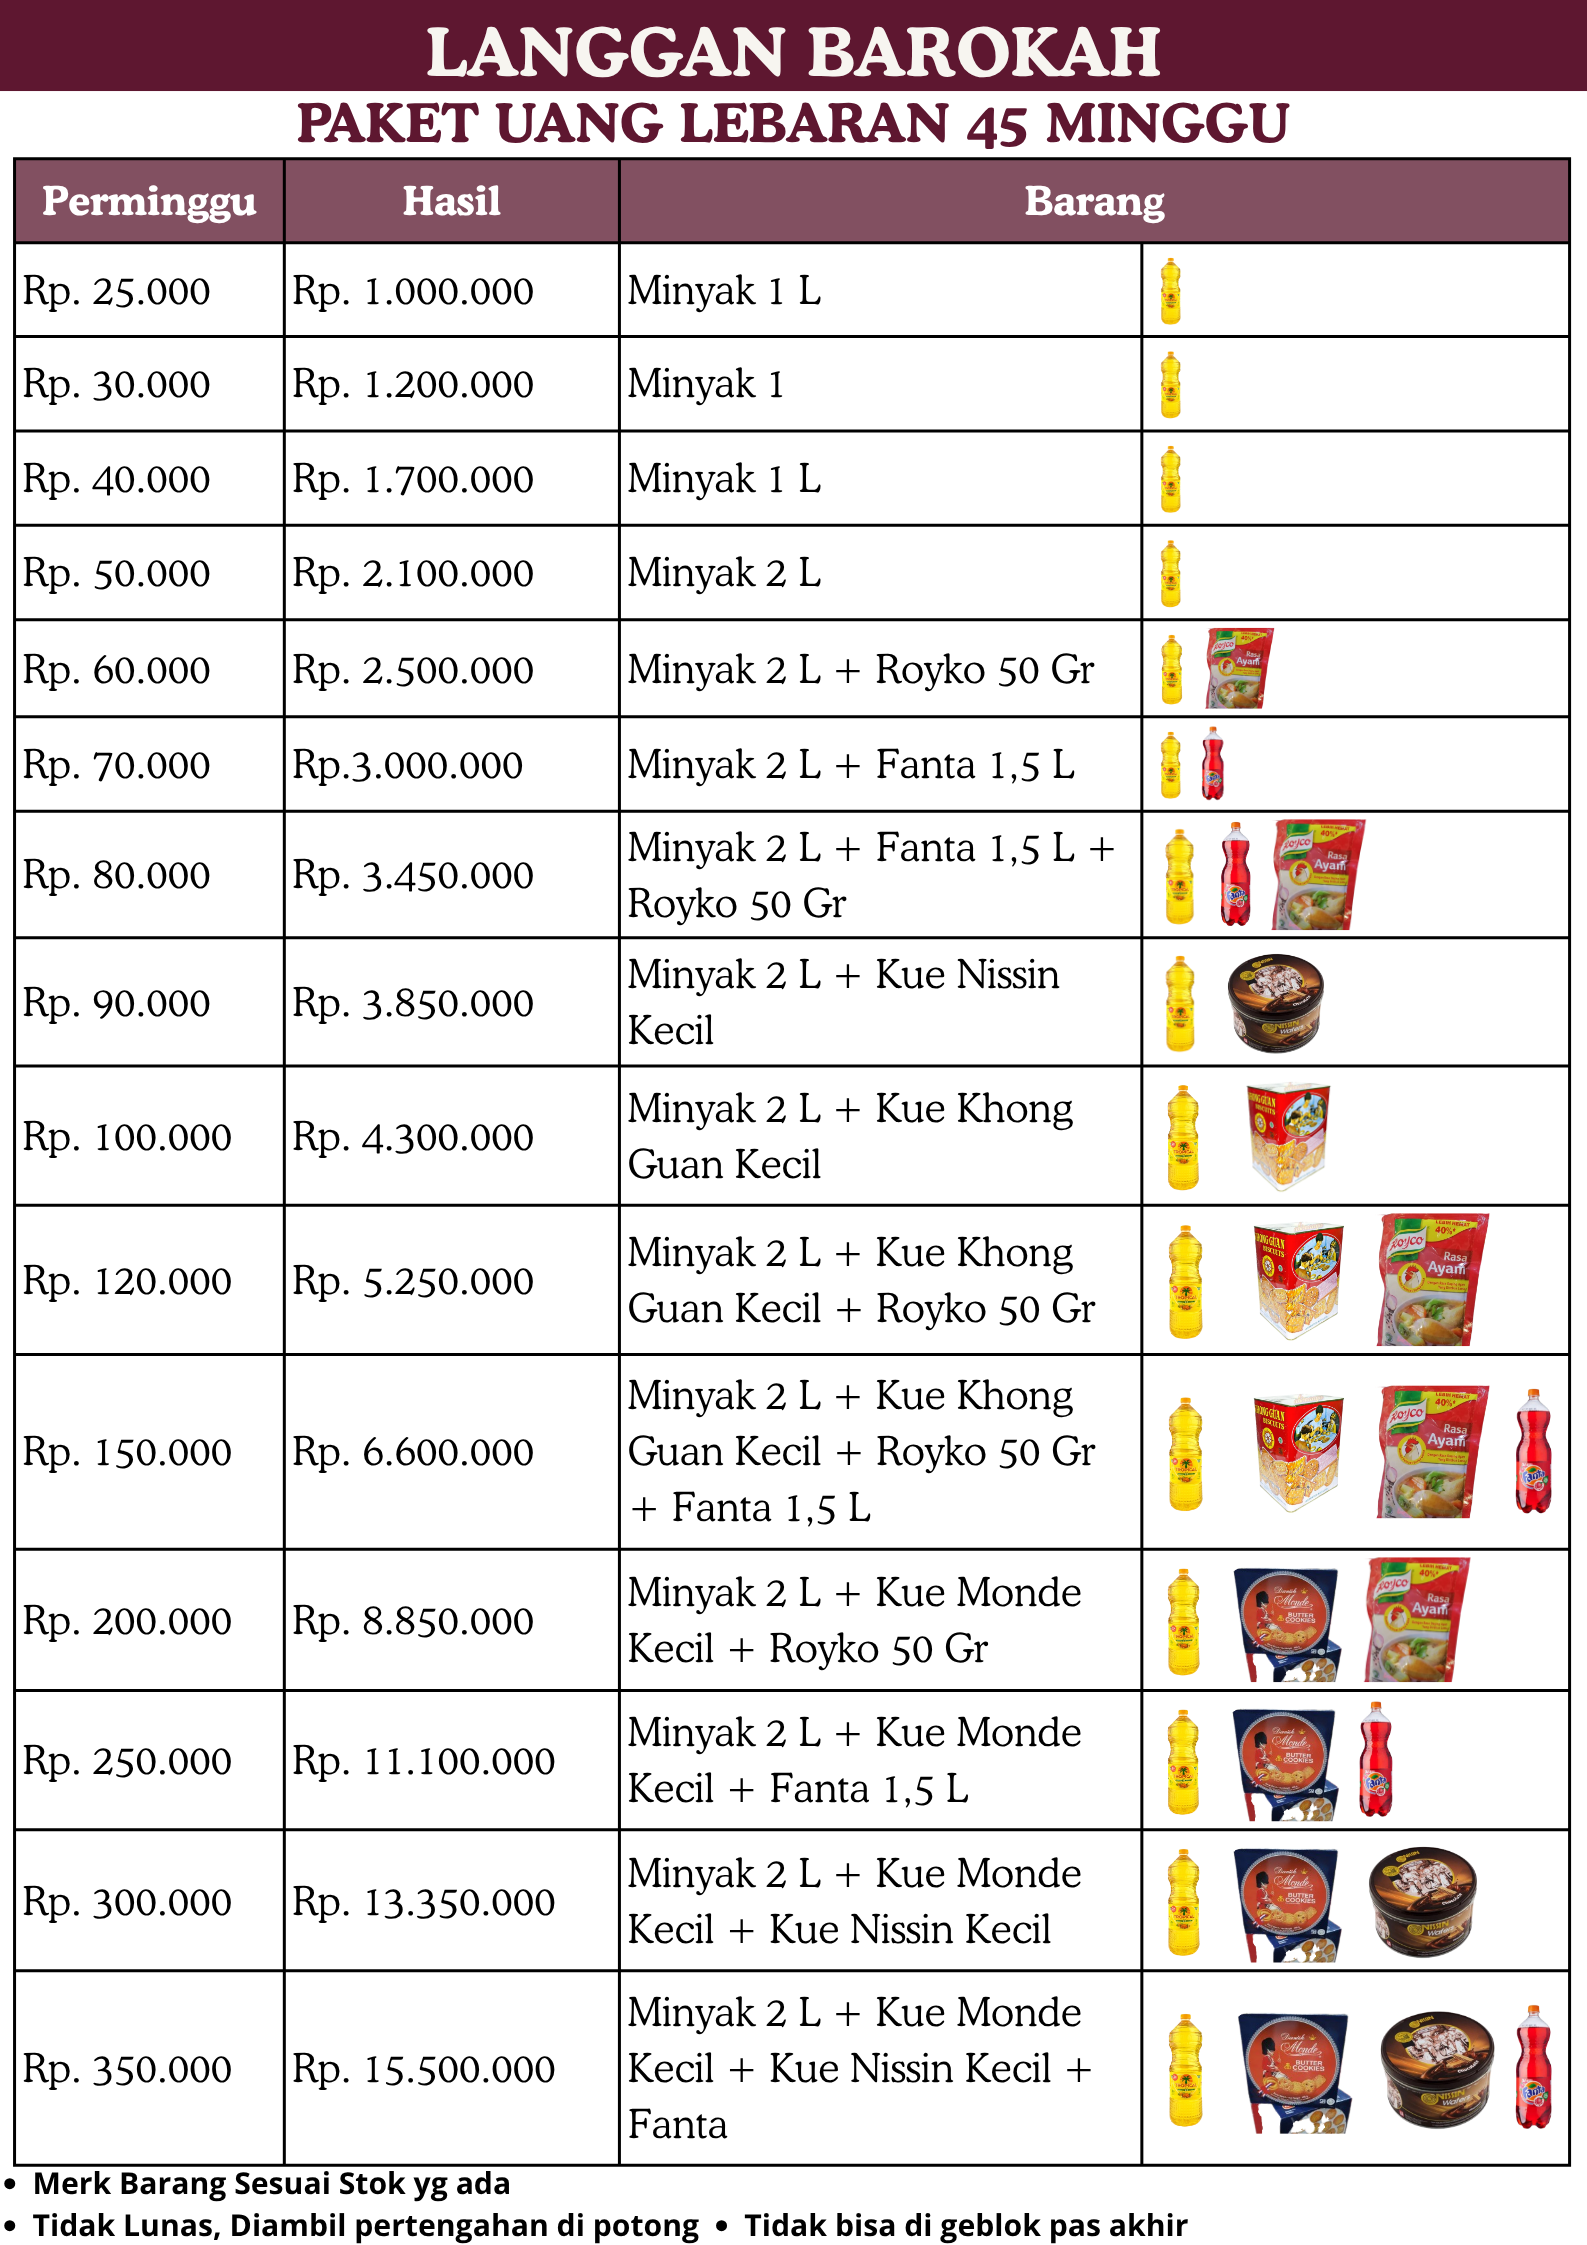 LANGGAN BAROKAH
PAKET UANG LEBARAN 45 MINGGU
Perminggu Hasil Barang
Rp. 25.000 Rp. 1.000.000 Minyak 1 L
Rp. 30.000 Rp. 1.200.000 Minyak 1
Rp. 40.000 Rp. 1.700.000 Minyak 1 L
Rp. 50.000 Rp. 2.100.000 Minyak 2 L
Rp. 60.000 Rp. 2.500.000 Minyak 2 L + Royko 50 Gr
Rp. 70.000 Rp.3.000.000 Minyak 2 L + Fanta 1,5 L
Rp. 80.000 Rp. 3.450.000 Minyak 2 L + Fanta 1,5 L +
Royko 50 Gr
Rp. 90.000 Rp. 3.850.000 Minyak 2 L + Kue Nissin
Kecil
Rp. 100.000 Rp. 4.300.000 Minyak 2 L + Kue Khong
Guan Kecil
Rp. 120.000 Rp. 5.250.000 Minyak 2 L + Kue Khong
Guan Kecil + Royko 50 Gr
Rp. 150.000 Rp. 6.600.000 Minyak 2 L + Kue Khong
Guan Kecil + Royko 50 Gr
+ Fanta 1,5 L
Rp. 200.000 Rp. 8.850.000 Minyak 2 L + Kue Monde
Kecil + Royko 50 Gr
Rp. 250.000 Rp. 11.100.000 Minyak 2 L + Kue Monde
Kecil + Fanta 1,5 L
Rp. 300.000 Rp. 13.350.000 Minyak 2 L + Kue Monde
Kecil + Kue Nissin Kecil
Rp. 350.000 Rp. 15.500.000 Minyak 2 L + Kue Monde
Kecil + Kue Nissin Kecil +
Fanta
• Merk Barang Sesuai Stok yg ada
• Tidak Lunas, Diambil pertengahan di potong • Tidak bisa di geblok pas akhir